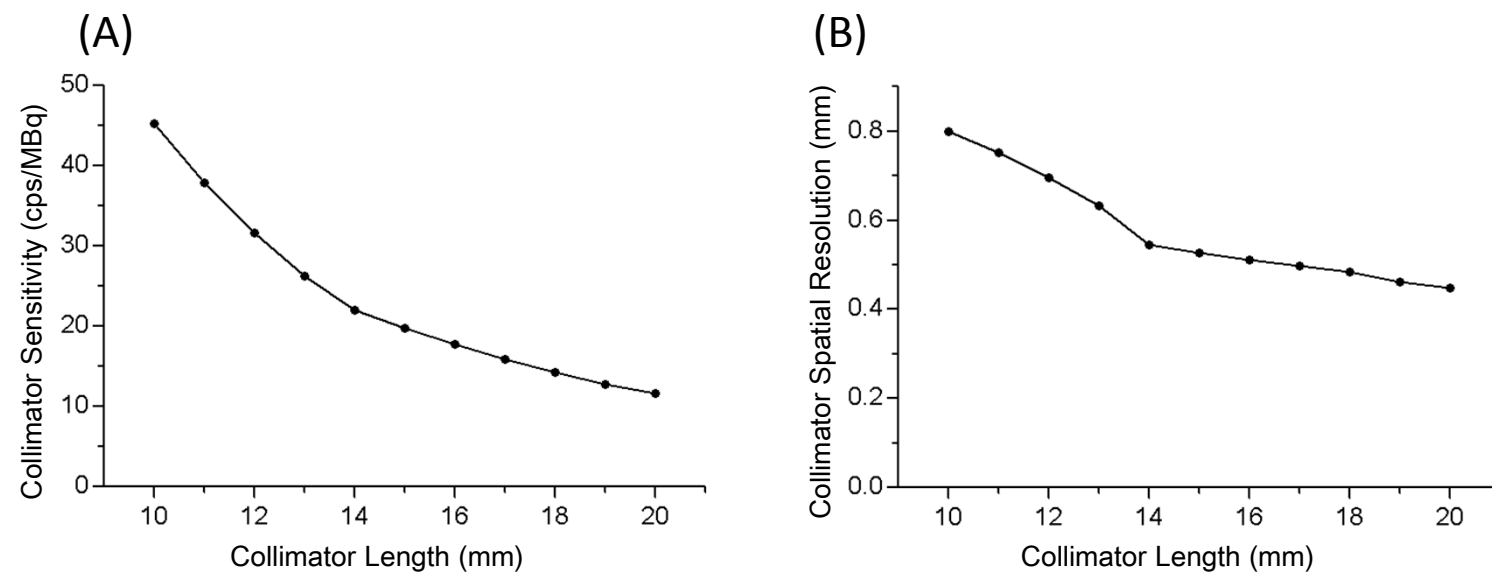 (A)
Collimator Sensitivity (cps/MBq)
50
40
30
20
10
0
10 12 14 16 18 20
Collimator Length (mm)
(B)
Collimator Spatial Resolution (mm)
0.8
0.6
0.4
0.2
0.0
10 12 14 16 18 20
Collimator Length (mm)